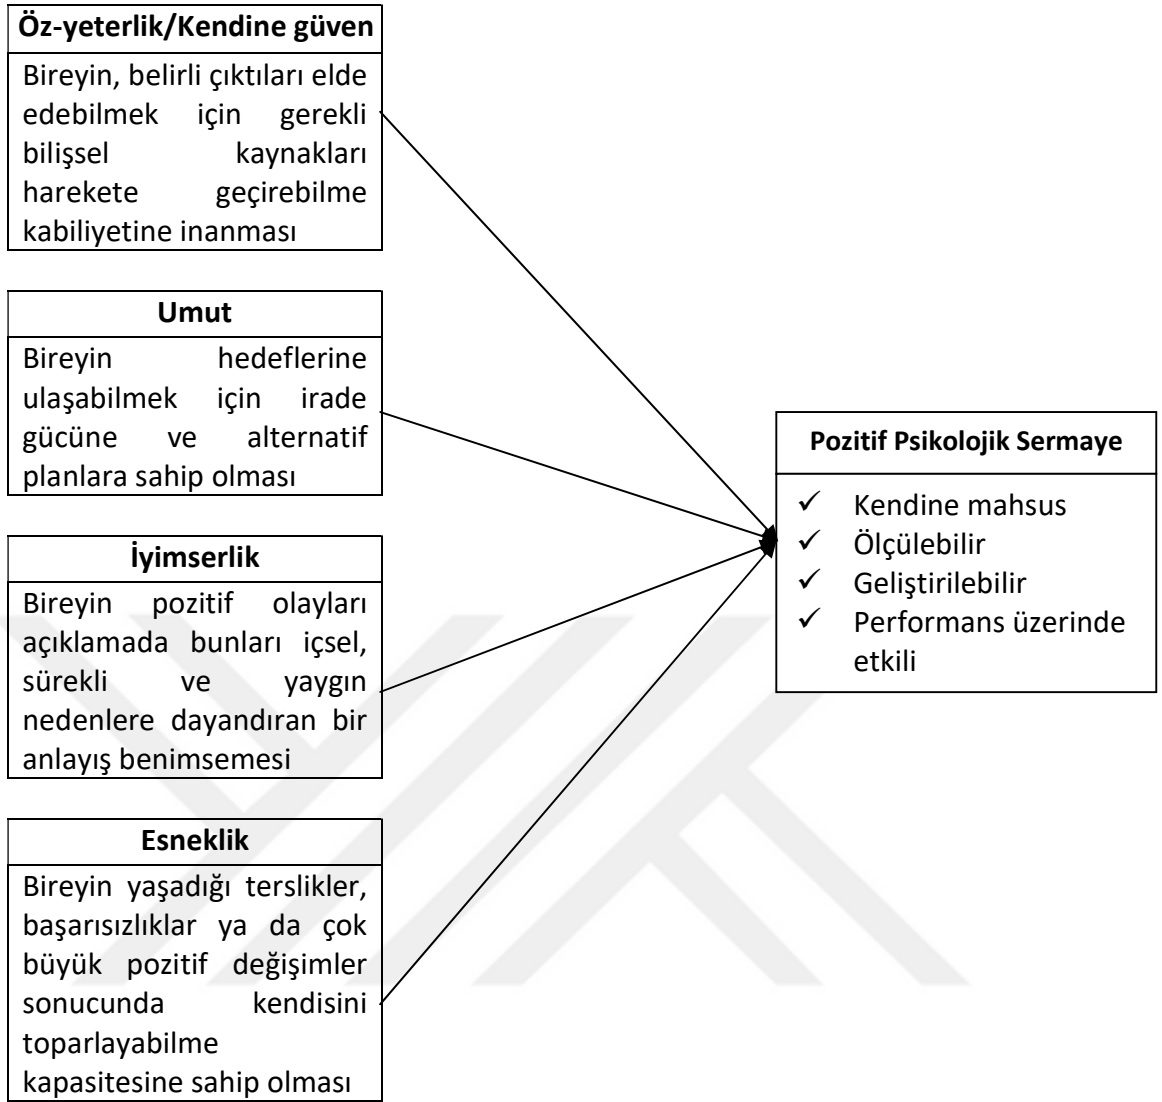 Öz-yeterlik/Kendine güven
Bireyin, belirli çıktıları elde
edebilmek için gerekli
bilişsel kaynakları
harekete geçirebilme
kabiliyetine inanması
Umut
Bireyin hedeflerine
ulaşabilmek için irade
gücüne ve alternatif
planlara sahip olması
İyimserlik
Bireyin pozitif olayları
açıklamada bunları içsel,
sürekli ve yaygın
nedenlere dayandıran bir
anlayış benimsemesi
Esneklik
Bireyin yaşadığı terslikler,
başarısızlıklar ya da çok
büyük pozitif değişimler
sonucunda kendisini
toparlayabilme
kapasitesine sahip olması
Pozitif Psikolojik Sermaye
✓ Kendine mahsus
✓ Ölçülebilir
✓ Geliştirilebilir
✓ Performans üzerinde
etkili